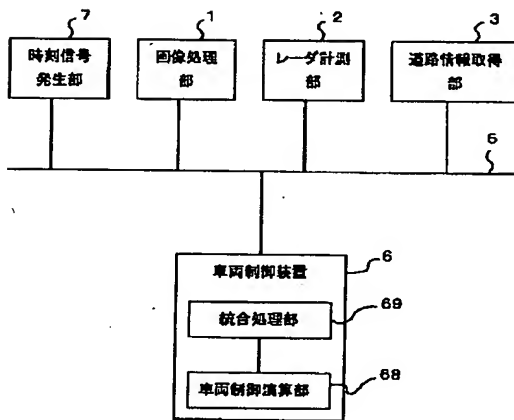 7
1
2
3
時刻信号
発生部
画像処理
部
レーダ計測
部
道路情報取得
部
5
車両制御装置
6
統合処理部
69
車両制御演算部
68